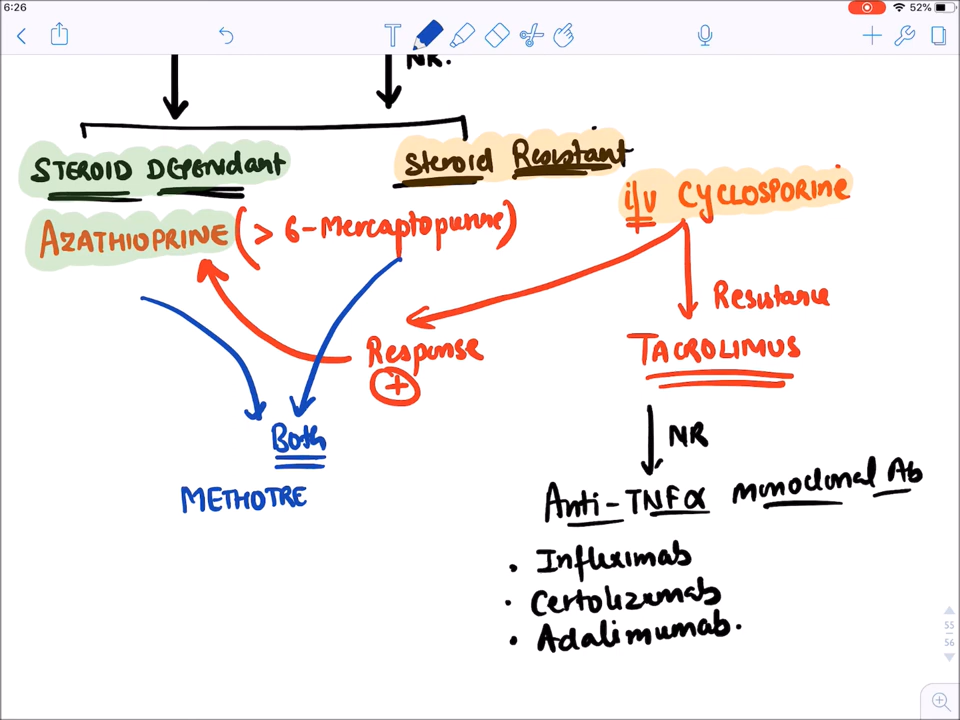 6:26
52%
T
NR.
STEROID DEPENDANT
Steroid Resistant
i/v CYCLOSPORINE
AZATHIOPRINE (> 6-Mercaptopurine)
Resistance
Response
+
TACROLIMUS
NR
Both
METHOTRE
Anti-TNFα monoclonal Ab
• Infliximab
• Certolizumab
• Adalimumab.
55
56